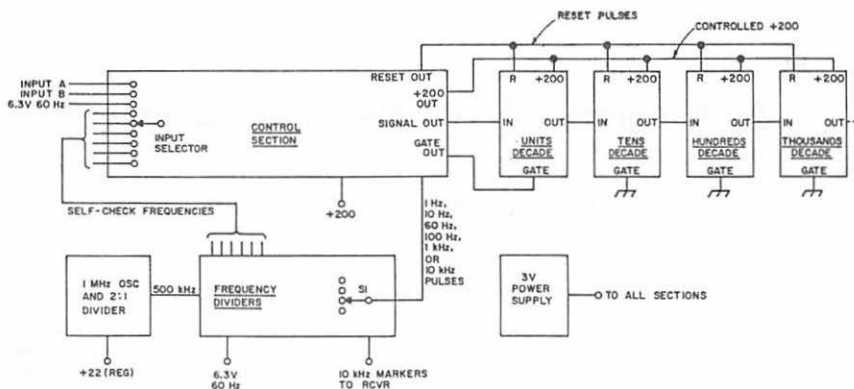 RESET PULSES
CONTROLLED +200
RESET OUT
+200
OUT
SIGNAL OUT
GATE
OUT
INPUT A
INPUT B
6.3V 60 Hz
INPUT
SELECTOR
CONTROL
SECTION
R +200
IN OUT
UNITS
DECADE
GATE
R +200
IN OUT
TENS
DECADE
GATE
R +200
IN OUT
HUNDREDS
DECADE
GATE
R +200
IN OUT
THOUSANDS
DECADE
GATE
SELF-CHECK FREQUENCIES
+200
1 Hz,
10 Hz,
60 Hz,
100 Hz,
1 kHz,
OR
10 kHz
PULSES
1 MHz OSC
AND 2:1
DIVIDER
500 kHz
FREQUENCY
DIVIDERS
S1
3V
POWER
SUPPLY
TO ALL SECTIONS
+22 (REG)
6.3V
60 Hz
10 kHz MARKERS
TO RCVR